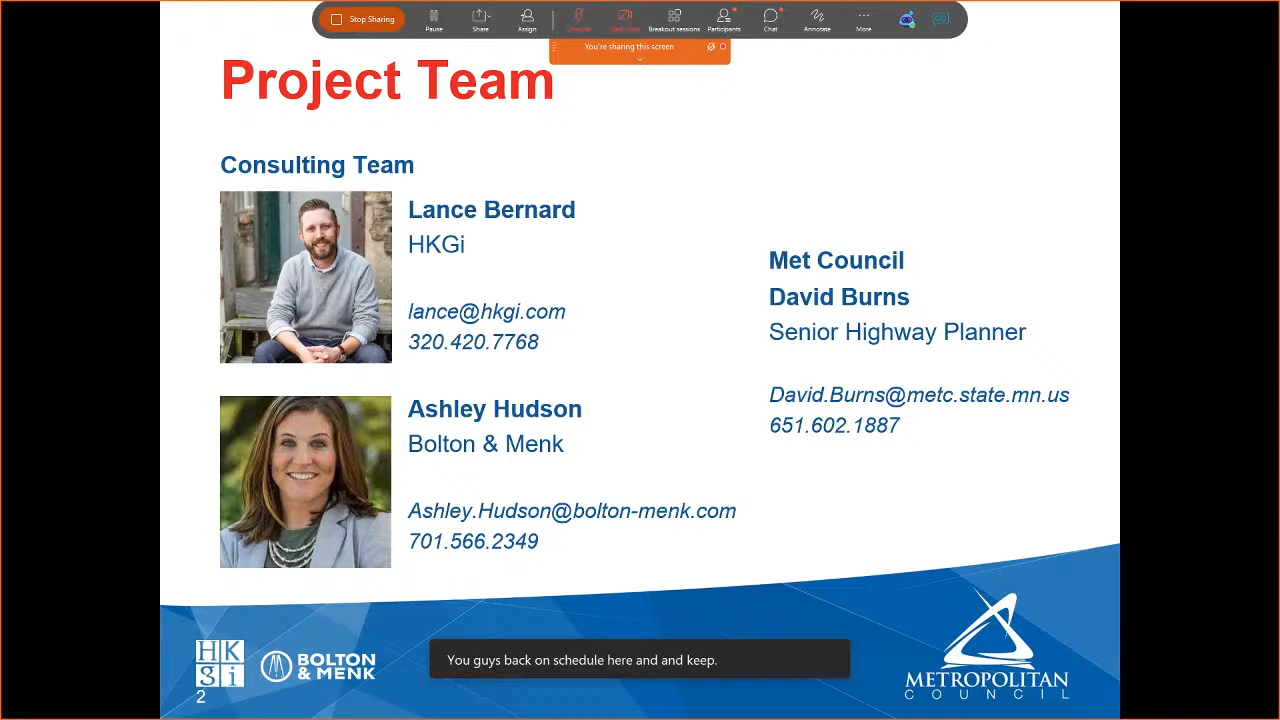 Stop Sharing
Pause
Share
Assign
Breakout sessions
Participants
Chat
Annotate
More
You're sharing this screen
Project Team
Consulting Team
Lance Bernard
HKGi
lance@hkgi.com
320.420.7768
Ashley Hudson
Bolton & Menk
Ashley.Hudson@bolton-menk.com
701.566.2349
Met Council
David Burns
Senior Highway Planner
David.Burns@metc.state.mn.us
651.602.1887
HK
gi
BOLTON
& MENK
2
You guys back on schedule here and and keep.
METROPOLITAN
COUNCIL